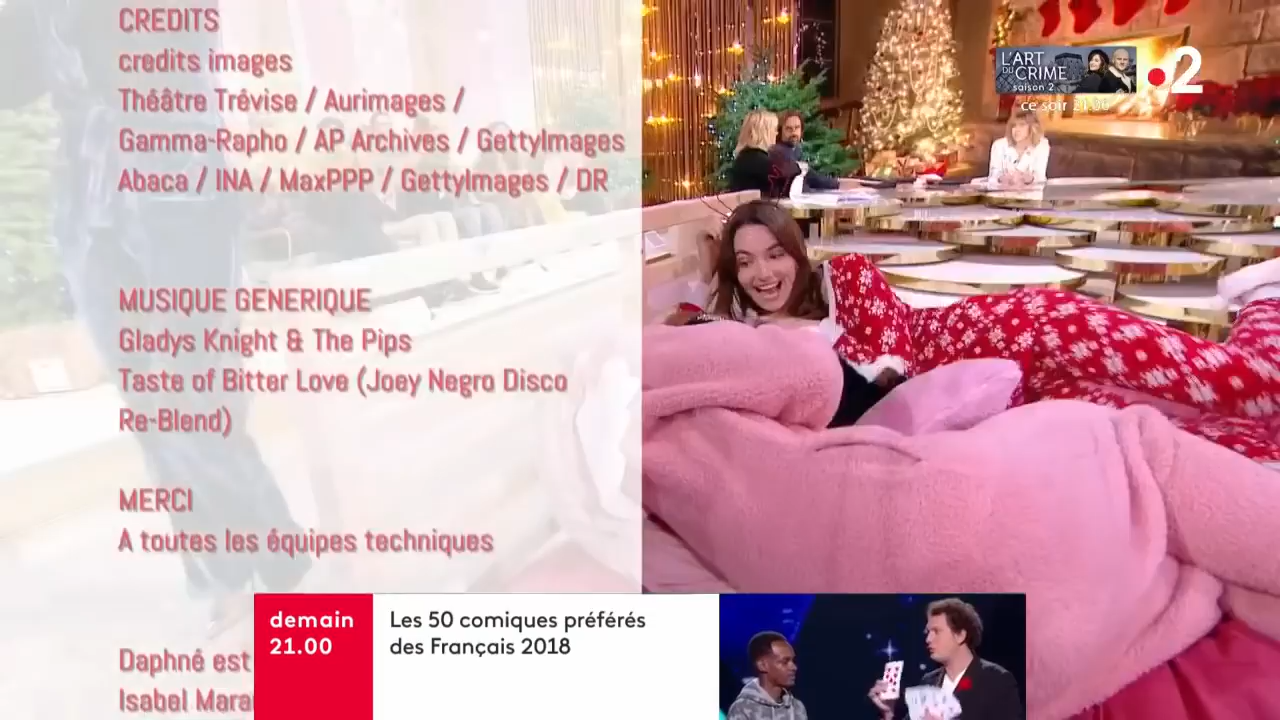 CREDITS
credits images
Théâtre Trévise / Aurimages /
Gamma-Rapho / AP Archives / GettyImages
Abaca / INA / MaxPPP / GettyImages / DR
MUSIQUE GENERIQUE
Gladys Knight & The Pips
Taste of Bitter Love (Joey Negro Disco
Re-Blend)
MERCI
A toutes les équipes techniques
Daphné est
Isabel Mara
L'ART
DU CRIME
saison 2
ce soir 21.00
2
demain
21.00
Les 50 comiques préférés
des Français 2018